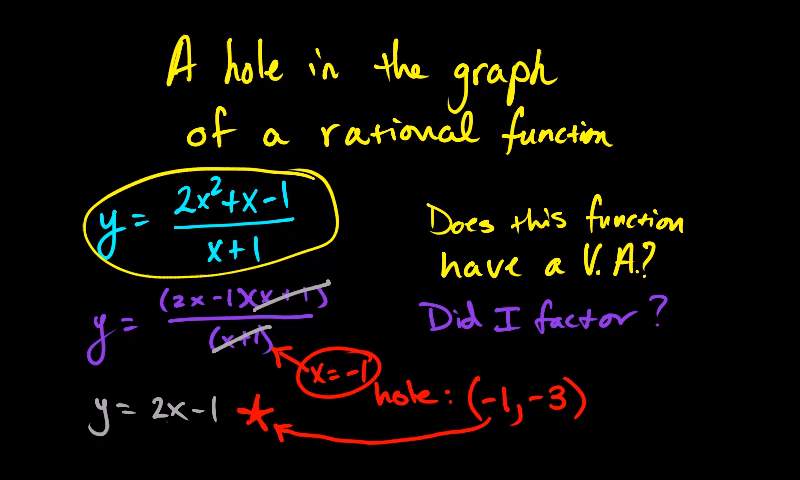 A hole in the graph
of a rational function
y = (2x²+x-1)/(x+1)
Does this function
have a V.A.?
y = (2x-1)(x+1)/(x+1)
Did I factor?
x=-1
hole: (-1,-3)
y = 2x-1 ★